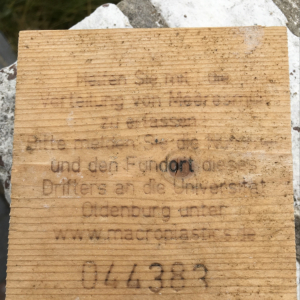 Helfen Sie mit, die
Verteilung von Meeresmüll
zu erfassen!
Bitte melden Sie die
und den Fundort dieses
Drifters an die Universität
Oldenburg unter
www.macroplastics.de
044383